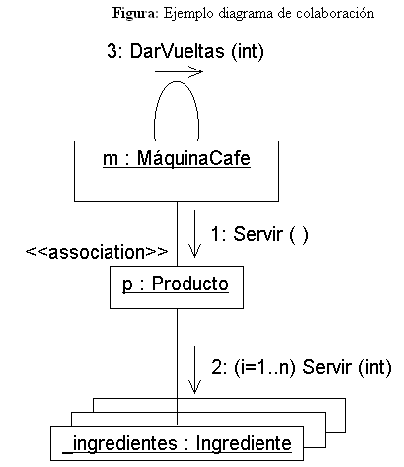 Figura: Ejemplo diagrama de colaboración
3: DarVueltas (int)
m : MáquinaCafe
1: Servir ( )
<<association>>
p : Producto
2: (i=1..n) Servir (int)
_ingredientes : Ingrediente